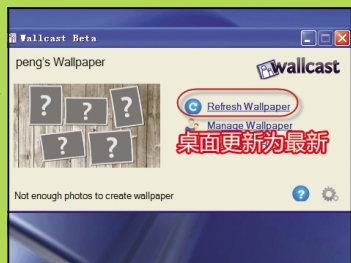 Wallcast Beta
peng's Wallpaper
wallcast
? ? ?
? ?
Refresh Wallpaper
Manage Wallpaper
桌面更新为最新
Not enough photos to create wallpaper
?